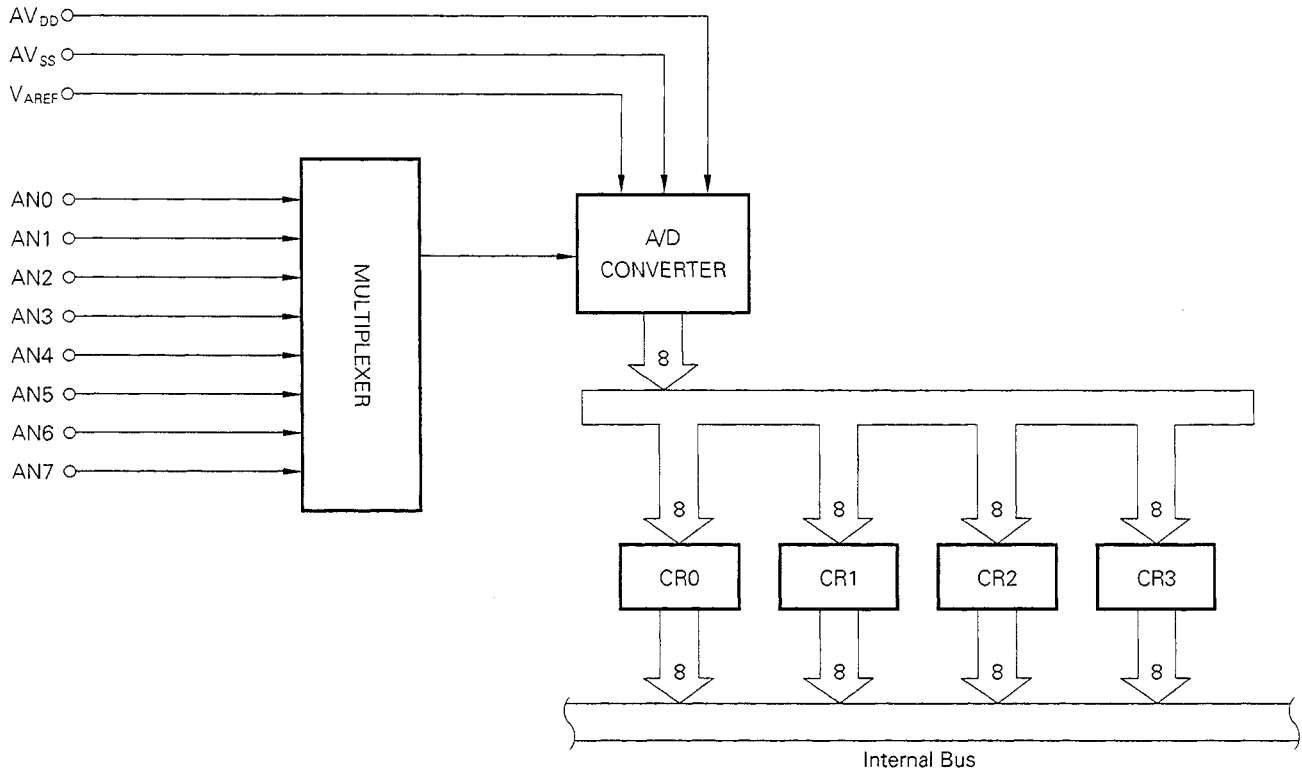 AVDD
AVSS
VAREF
AN0
AN1
AN2
AN3
AN4
AN5
AN6
AN7
MULTIPLEXER
A/D
CONVERTER
8
8 8 8 8
CR0 CR1 CR2 CR3
8 8 8 8
Internal Bus